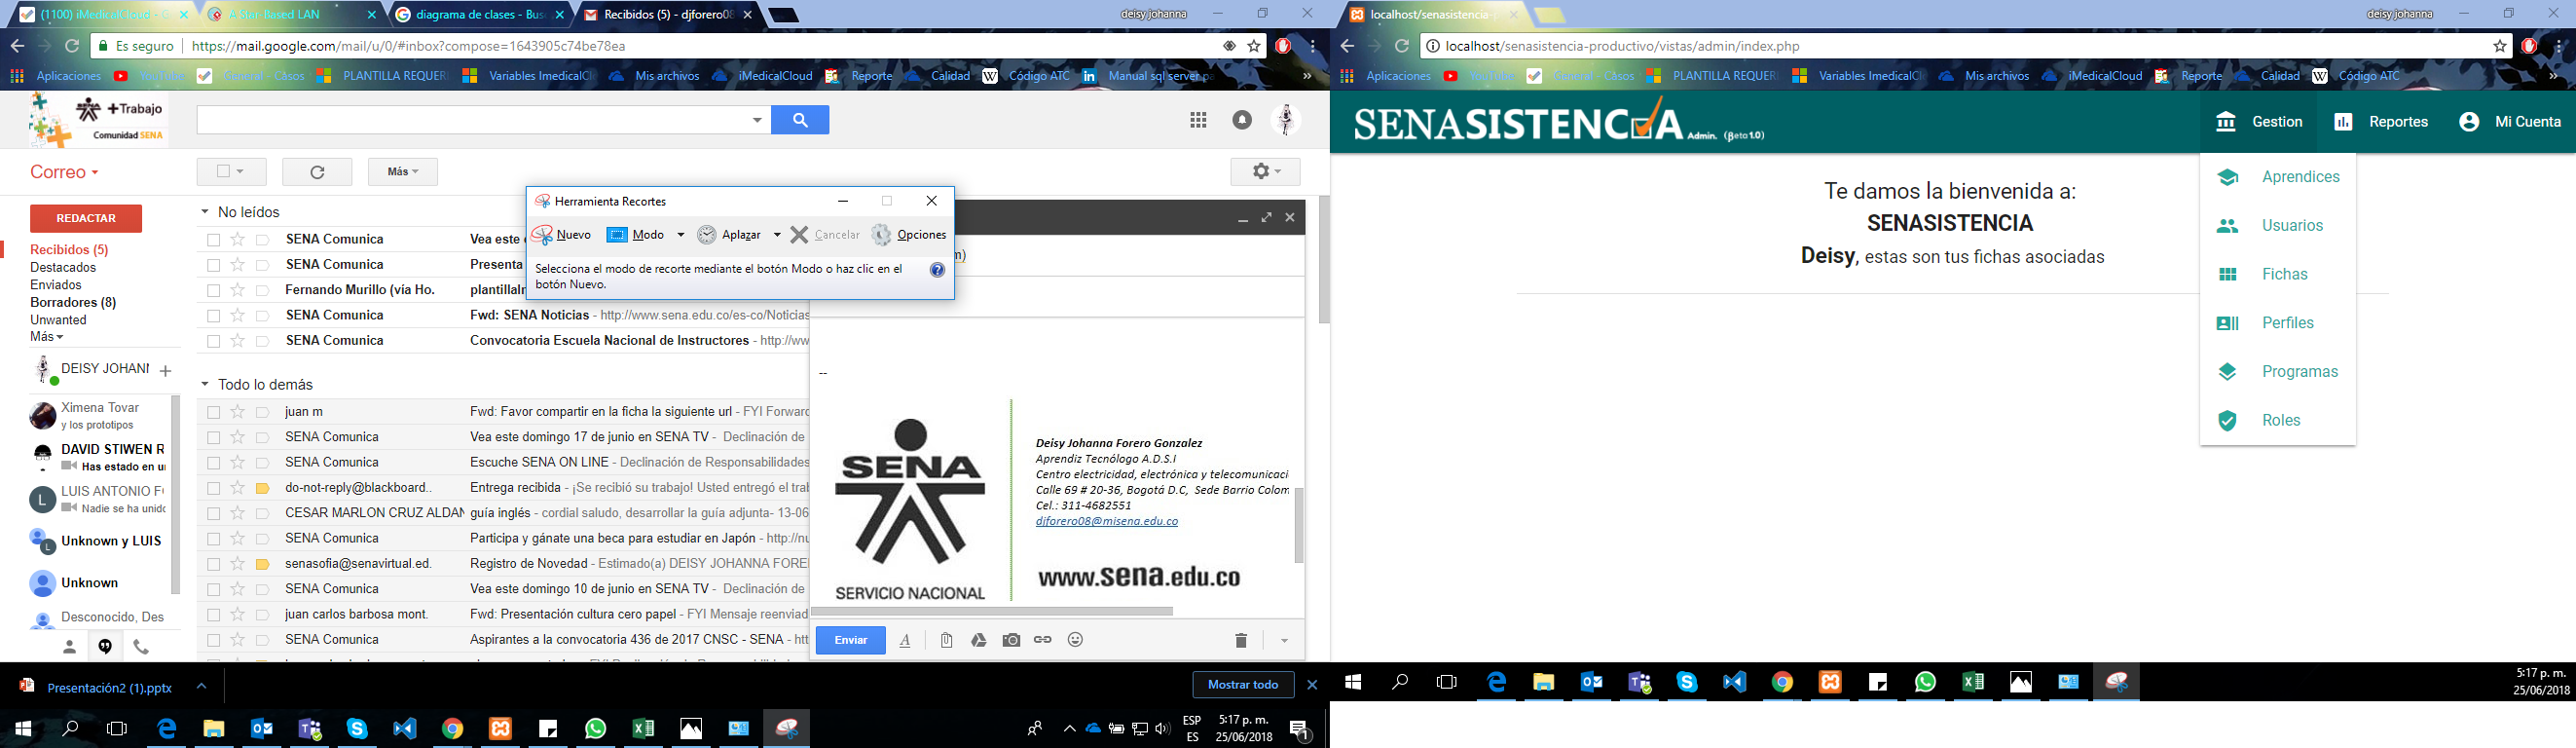 (1100) iMedicalCloud - G
A Star-Based LAN
diagrama de clases - Bus
Recibidos (5) - djforero08
deisy johanna
Es seguro
https://mail.google.com/mail/u/0/#inbox?compose=1643905c74be78ea
Aplicaciones
YouTube
General - Casos
PLANTILLA REQUERI
Variables ImedicalCl
Mis archivos
iMedicalCloud
Reporte
Calidad
Código ATC
Manual sql server pa
+Trabajo
Comunidad SENA
Correo
Más
REDACTAR
Recibidos (5)
Destacados
Enviados
Borradores (8)
Unwanted
Más
DEISY JOHANN
Ximena Tovar
y los prototipos
DAVID STIWEN R
Has estado en u
LUIS ANTONIO FO
Nadie se ha unido
Unknown y LUIS
Unknown
Desconocido, Des
No leídos
SENA Comunica Vea este
SENA Comunica Presenta
Fernando Murillo (vía Ho. plantillaIn
SENA Comunica Fwd: SENA Noticias - http://www.sena.edu.co/es-co/Noticias
SENA Comunica Convocatoria Escuela Nacional de Instructores - http://ww
Todo lo demás
juan m Fwd: Favor compartir en la ficha la siguiente url - FYI Forward
SENA Comunica Vea este domingo 17 de junio en SENA TV - Declinación de
SENA Comunica Escuche SENA ON LINE - Declinación de Responsabilidades
do-not-reply@blackboard.. Entrega recibida - ¡Se recibió su trabajo! Usted entregó el trab
CESAR MARLON CRUZ ALDAN guía inglés - cordial saludo, desarrollar la guía adjunta- 13-06
SENA Comunica Participa y gánate una beca para estudiar en Japón - http://nu
senasofia@senavirtual.ed. Registro de Novedad - Estimado(a) DEISY JOHANNA FORE
SENA Comunica Vea este domingo 10 de junio en SENA TV - Declinación de
juan carlos barbosa mont. Fwd: Presentación cultura cero papel - FYI Mensaje reenviad
SENA Comunica Aspirantes a la convocatoria 436 de 2017 CNSC - SENA - htt
Herramienta Recortes
Nuevo Modo Aplazar Cancelar Opciones
Selecciona el modo de recorte mediante el botón Modo o haz clic en el
botón Nuevo.
m)
--
SENA
SERVICIO NACIONAL
Deisy Johanna Forero Gonzalez
Aprendiz Tecnólogo A.D.S.I
Centro electricidad, electrónica y telecomunicaci
Calle 69 # 20-36, Bogotá D.C, Sede Barrio Colom
Cel.: 311-4682551
djforero08@misena.edu.co
www.sena.edu.co
Enviar
Presentación2 (1).pptx
Mostrar todo
ESP
ES
5:17 p. m.
25/06/2018
1
localhost/senasistencia-p
deisy johanna
localhost/senasistencia-productivo/vistas/admin/index.php
Aplicaciones
YouTube
General - Casos
PLANTILLA REQUERI
Variables ImedicalCl
Mis archivos
iMedicalCloud
Reporte
Calidad
Código ATC
SENASISTENCIA Admin. (βeta1.0)
Gestion
Reportes
Mi Cuenta
Te damos la bienvenida a:
SENASISTENCIA
Deisy, estas son tus fichas asociadas
Aprendices
Usuarios
Fichas
Perfiles
Programas
Roles
5:17 p. m.
25/06/2018